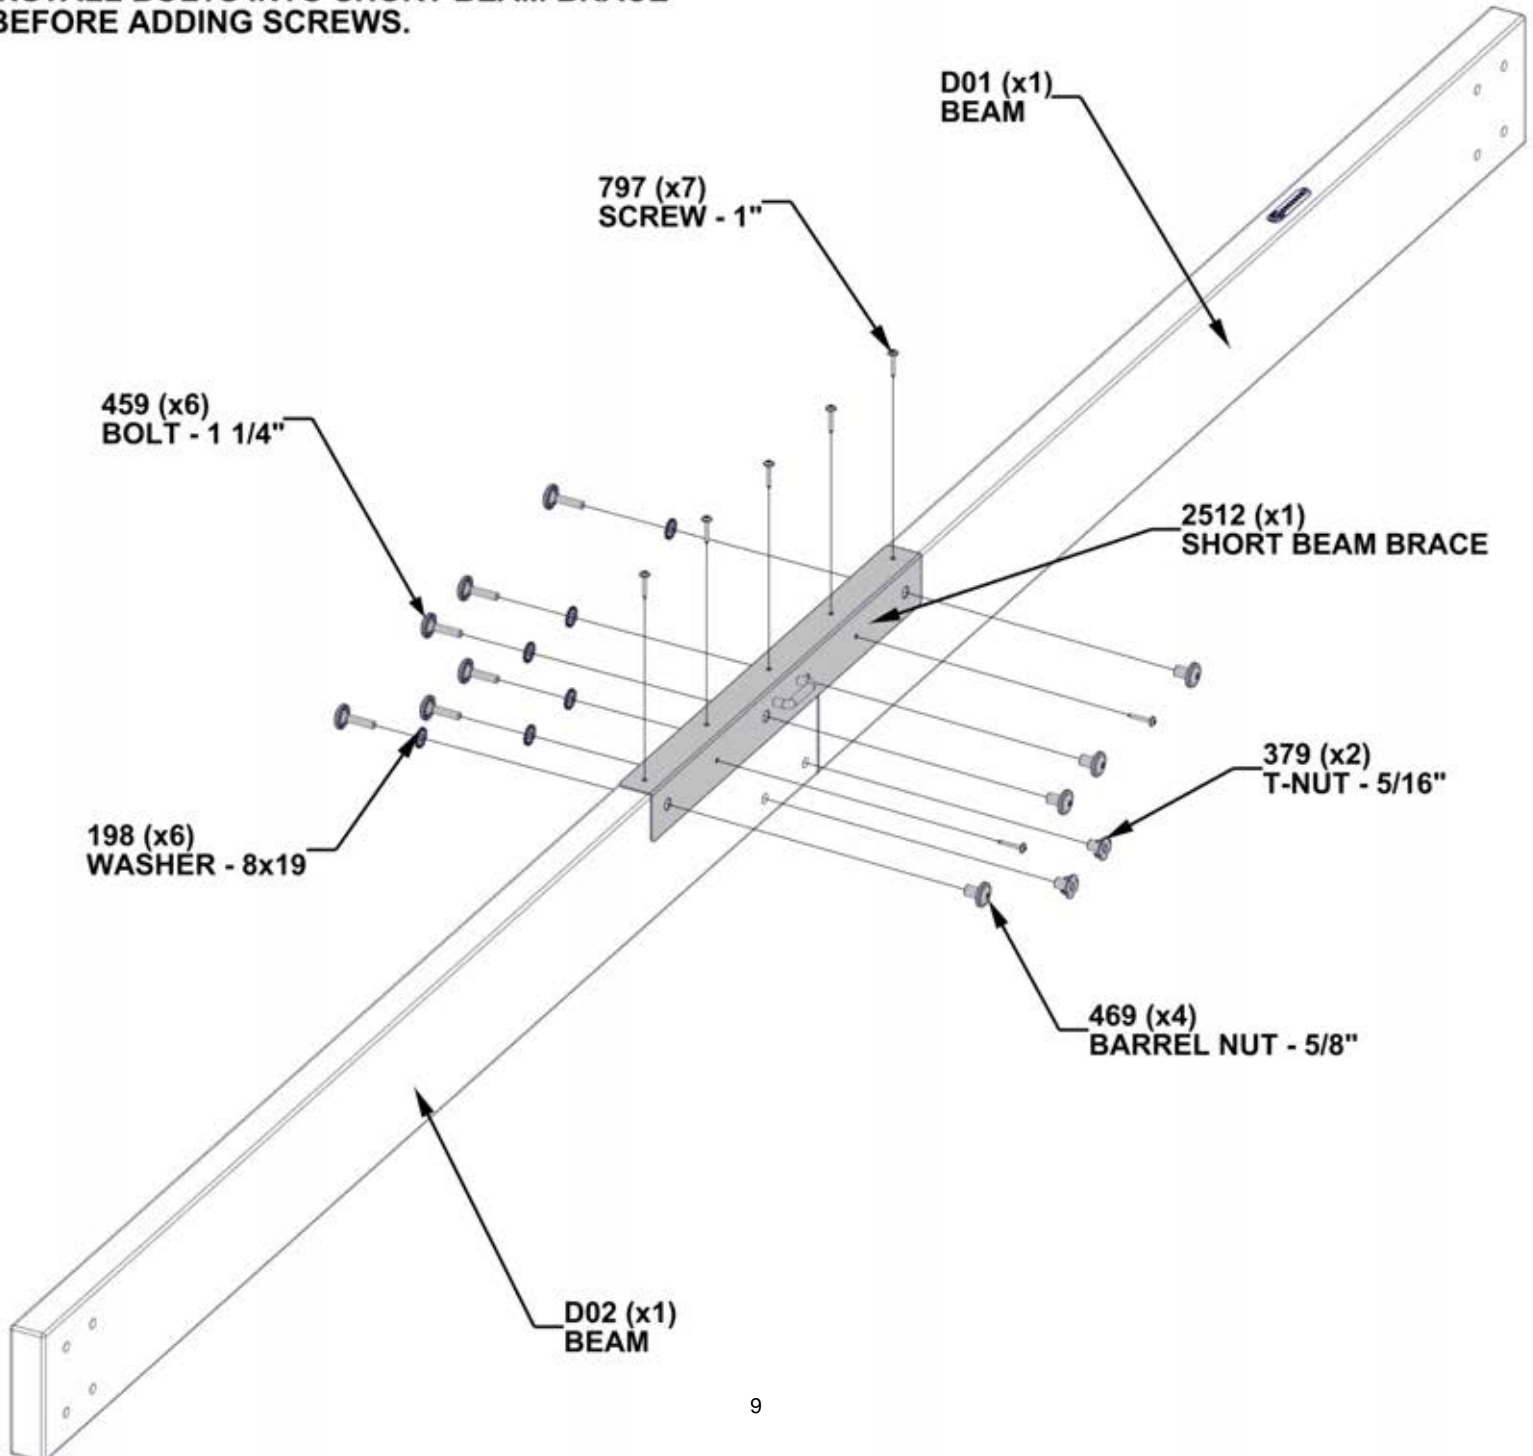 BEFORE ADDING SCREWS.
D01 (x1)
BEAM
797 (x7)
SCREW - 1"
459 (x6)
BOLT - 1 1/4"
2512 (x1)
SHORT BEAM BRACE
379 (x2)
T-NUT - 5/16"
198 (x6)
WASHER - 8x19
469 (x4)
BARREL NUT - 5/8"
D02 (x1)
BEAM
9